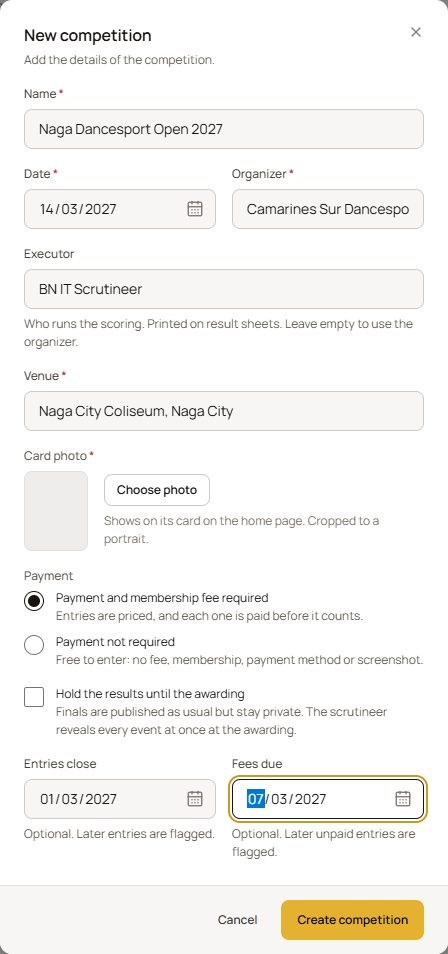 New competition
Add the details of the competition.
Name *
Naga Dancesport Open 2027
Date *
Organizer *
14/03/2027
Camarines Sur Dancespo
Executor
BN IT Scrutineer
Who runs the scoring. Printed on result sheets. Leave empty to use the
organizer.
Venue *
Naga City Coliseum, Naga City
Card photo *
Choose photo
Shows on its card on the home page. Cropped to a
portrait.
Payment
Payment and membership fee required
Entries are priced, and each one is paid before it counts.
Payment not required
Free to enter: no fee, membership, payment method or screenshot.
Hold the results until the awarding
Finals are published as usual but stay private. The scrutineer
reveals every event at once at the awarding.
Entries close
Fees due
01/03/2027
07/03/2027
Optional. Later entries are flagged.
Optional. Later unpaid entries are
flagged.
Cancel
Create competition